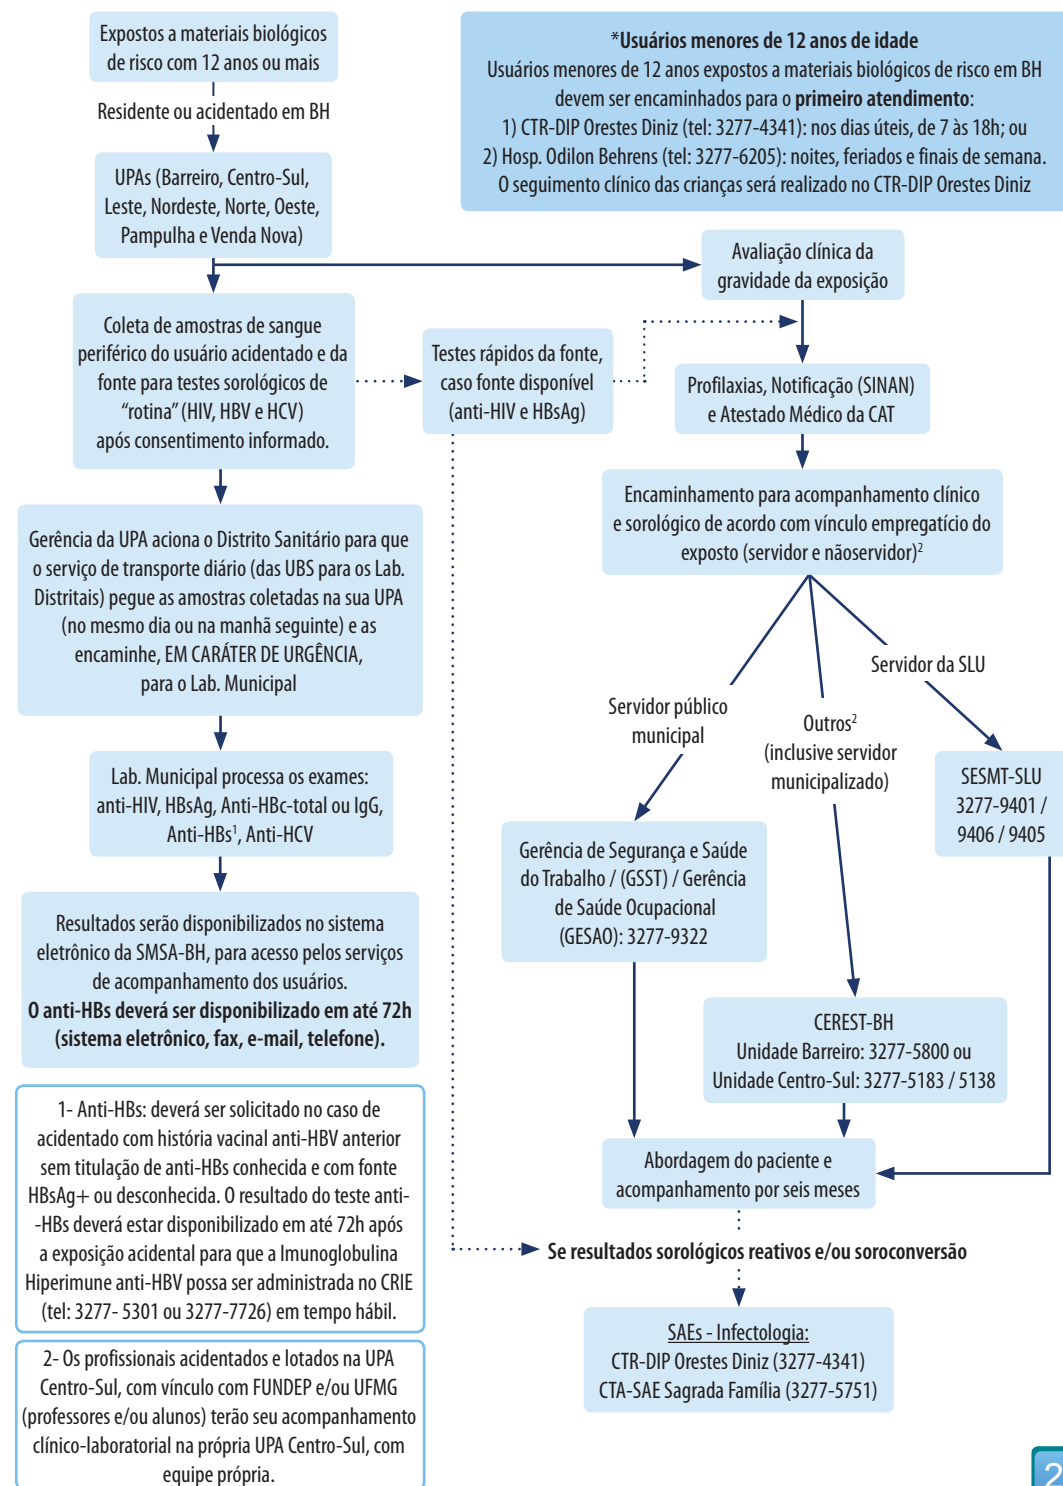 Expostos a materiais biológicos
de risco com 12 anos ou mais
Residente ou acidentado em BH
UPAs (Barreiro, Centro-Sul,
Leste, Nordeste, Norte, Oeste,
Pampulha e Venda Nova)
*Usuários menores de 12 anos de idade
Usuários menores de 12 anos expostos a materiais biológicos de risco em BH
devem ser encaminhados para o primeiro atendimento:
1) CTR-DIP Orestes Diniz (tel: 3277-4341): nos dias úteis, de 7 às 18h; ou
2) Hosp. Odilon Behrens (tel: 3277-6205): noites, feriados e finais de semana.
O seguimento clínico das crianças será realizado no CTR-DIP Orestes Diniz
Avaliação clínica da
gravidade da exposição
Coleta de amostras de sangue
periférico do usuário acidentado e da
fonte para testes sorológicos de
“rotina” (HIV, HBV e HCV)
após consentimento informado.
Testes rápidos da fonte,
caso fonte disponível
(anti-HIV e HBsAg)
Profilaxias, Notificação (SINAN)
e Atestado Médico da CAT
Encaminhamento para acompanhamento clínico
e sorológico de acordo com vínculo empregatício do
exposto (servidor e nãoservidor)2
Gerência da UPA aciona o Distrito Sanitário para que
o serviço de transporte diário (das UBS para os Lab.
Distritais) pegue as amostras coletadas na sua UPA
(no mesmo dia ou na manhã seguinte) e as
encaminhe, EM CARÁTER DE URGÊNCIA,
para o Lab. Municipal
Servidor público
municipal
Outros2
(inclusive servidor
municipalizado)
Servidor da SLU
Lab. Municipal processa os exames:
anti-HIV, HBsAg, Anti-HBc-total ou IgG,
Anti-HBs1, Anti-HCV
SESMT-SLU
3277-9401 /
9406 / 9405
Gerência de Segurança e Saúde
do Trabalho / (GSST) / Gerência
de Saúde Ocupacional
(GESAO): 3277-9322
Resultados serão disponibilizados no sistema
eletrônico da SMSA-BH, para acesso pelos serviços
de acompanhamento dos usuários.
O anti-HBs deverá ser disponibilizado em até 72h
(sistema eletrônico, fax, e-mail, telefone).
CEREST-BH
Unidade Barreiro: 3277-5800 ou
Unidade Centro-Sul: 3277-5183 / 5138
1- Anti-HBs: deverá ser solicitado no caso de
acidentado com história vacinal anti-HBV anterior
sem titulação de anti-HBs conhecida e com fonte
HBsAg+ ou desconhecida. O resultado do teste anti-
-HBs deverá estar disponibilizado em até 72h após
a exposição acidental para que a Imunoglobulina
Hiperimune anti-HBV possa ser administrada no CRIE
(tel: 3277- 5301 ou 3277-7726) em tempo hábil.
Abordagem do paciente e
acompanhamento por seis meses
Se resultados sorológicos reativos e/ou soroconversão
SAEs - Infectologia:
CTR-DIP Orestes Diniz (3277-4341)
CTA-SAE Sagrada Família (3277-5751)
2- Os profissionais acidentados e lotados na UPA
Centro-Sul, com vínculo com FUNDEP e/ou UFMG
(professores e/ou alunos) terão seu acompanhamento
clínico-laboratorial na própria UPA Centro-Sul, com
equipe própria.
2